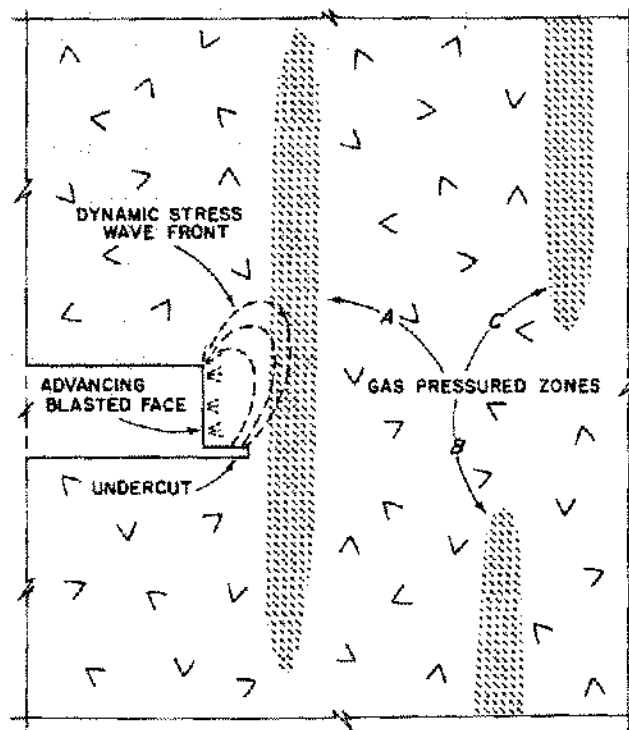 DYNAMIC STRESS
WAVE FRONT
A
C
ADVANCING
BLASTED FACE
GAS PRESSURED ZONES
B
UNDERCUT